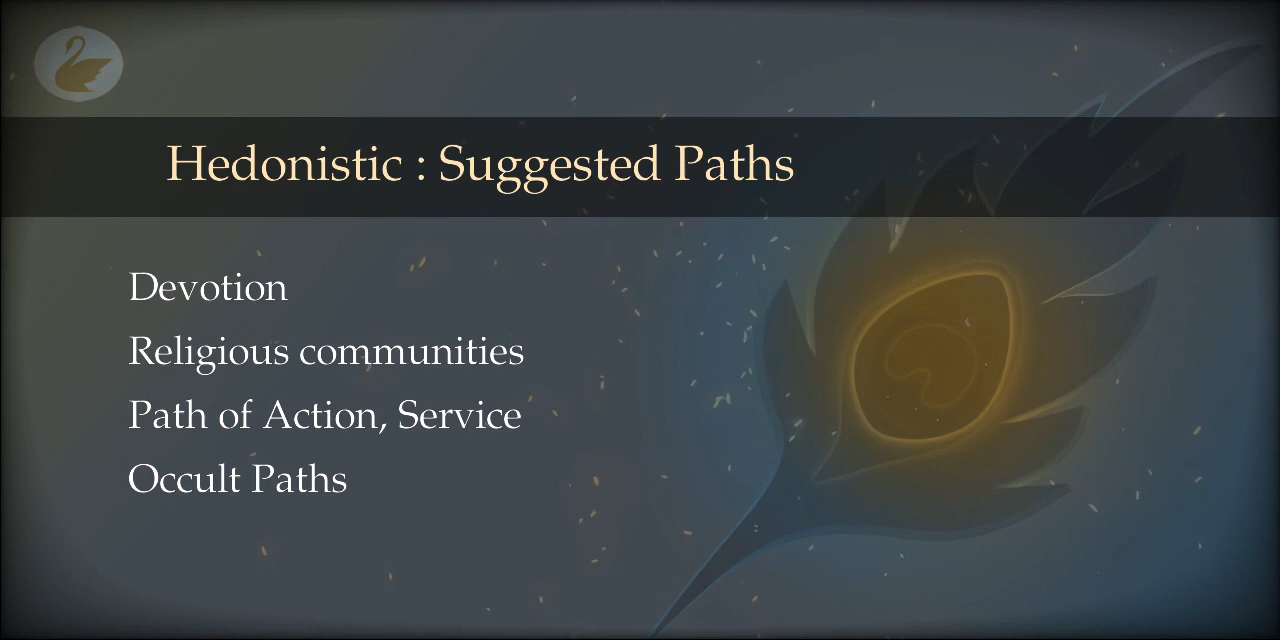 Hedonistic : Suggested Paths
Devotion
Religious communities
Path of Action, Service
Occult Paths